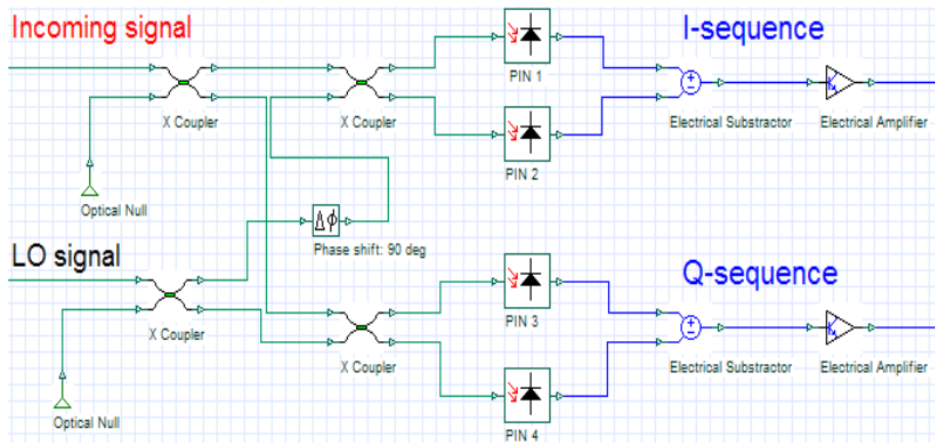 Incoming signal
I-sequence
PIN 1
X Coupler
X Coupler
Electrical Substractor
Electrical Amplifier
PIN 2
Optical Null
Δϕ
Phase shift: 90 deg
LO signal
Q-sequence
PIN 3
X Coupler
X Coupler
Electrical Substractor
Electrical Amplifier
Optical Null
PIN 4